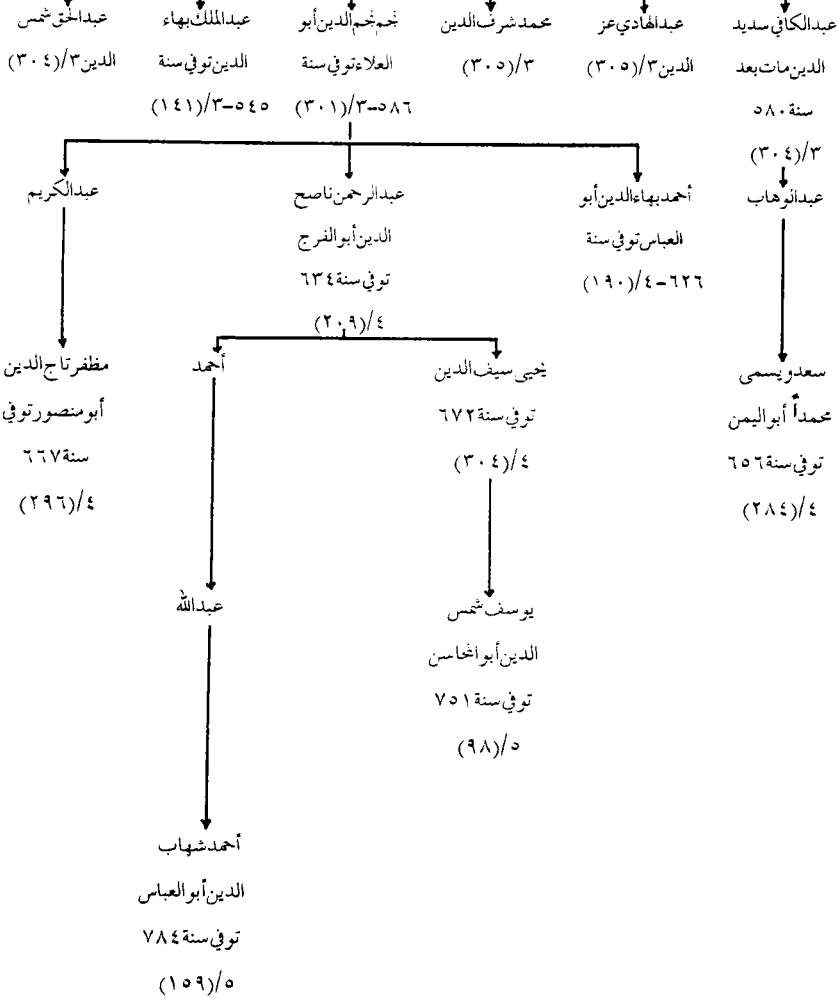 عبدالكافي سديد
الدين مات بعد
سنة ٥٨٠
٣/(٣٠٤)
عبدالهادي عز
الدين ٣/(٣٠٥)
محمد شرف الدين
٣/(٣٠٥)
نجم نجم الدين أبو
العلاء توفي سنة
٥٨٦-٣/(٣٠١)
عبدالملك بهاء
الدين توفي سنة
٥٤٥-٣/(١٤١)
عبدالحق شمس
الدين ٣/(٣٠٤)
عبدالوهاب
أحمد بهاء الدين أبو
العباس توفي سنة
٦٢٦-٤/(١٩٠)
عبدالرحمن ناصح
الدين أبو الفرج
توفي سنة ٦٣٤
٤/(٢٠٩)
عبدالكريم
سعد ويسمى
محمداً أبو اليمن
توفي سنة ٦٥٦
٤/(٢٨٤)
يحيى سيف الدين
توفي سنة ٦٧٢
٤/(٣٠٤)
أحمد
مظفر تاج الدين
أبو منصور توفي
سنة ٦٦٧
٤/(٢٩٦)
يوسف شمس
الدين أبو المحاسن
توفي سنة ٧٥١
٥/(٩٨)
عبدالله
أحمد شهاب
الدين أبو العباس
توفي سنة ٧٨٤
٥/(١٥٩)